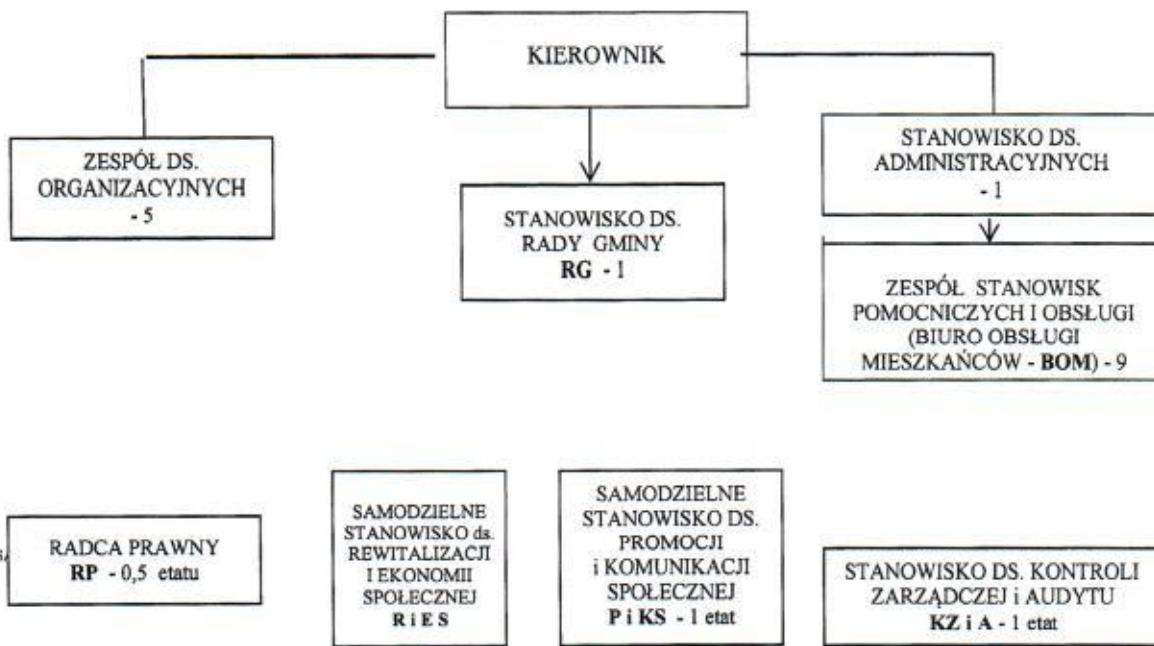 KIEROWNIK
ZESPÓŁ DS.
ORGANIZACYJNYCH
- 5
STANOWISKO DS.
RADY GMINY
RG - 1
STANOWISKO DS.
ADMINISTRACYJNYCH
- 1
ZESPÓŁ STANOWISK
POMOCNICZYCH I OBSŁUGI
(BIURO OBSŁUGI
MIESZKAŃCÓW - BOM) - 9
RADCA PRAWNY
RP - 0,5 etatu
SAMODZIELNE
STANOWISKO ds.
REWITALIZACJI
I EKONOMII
SPOŁECZNEJ
R i E S
SAMODZIELNE
STANOWISKO DS.
PROMOCJI
i KOMUNIKACJI
SPOŁECZNEJ
P i KS - 1 etat
STANOWISKO DS. KONTROLI
ZARZĄDCZEJ i AUDYTU
KZ i A - 1 etat